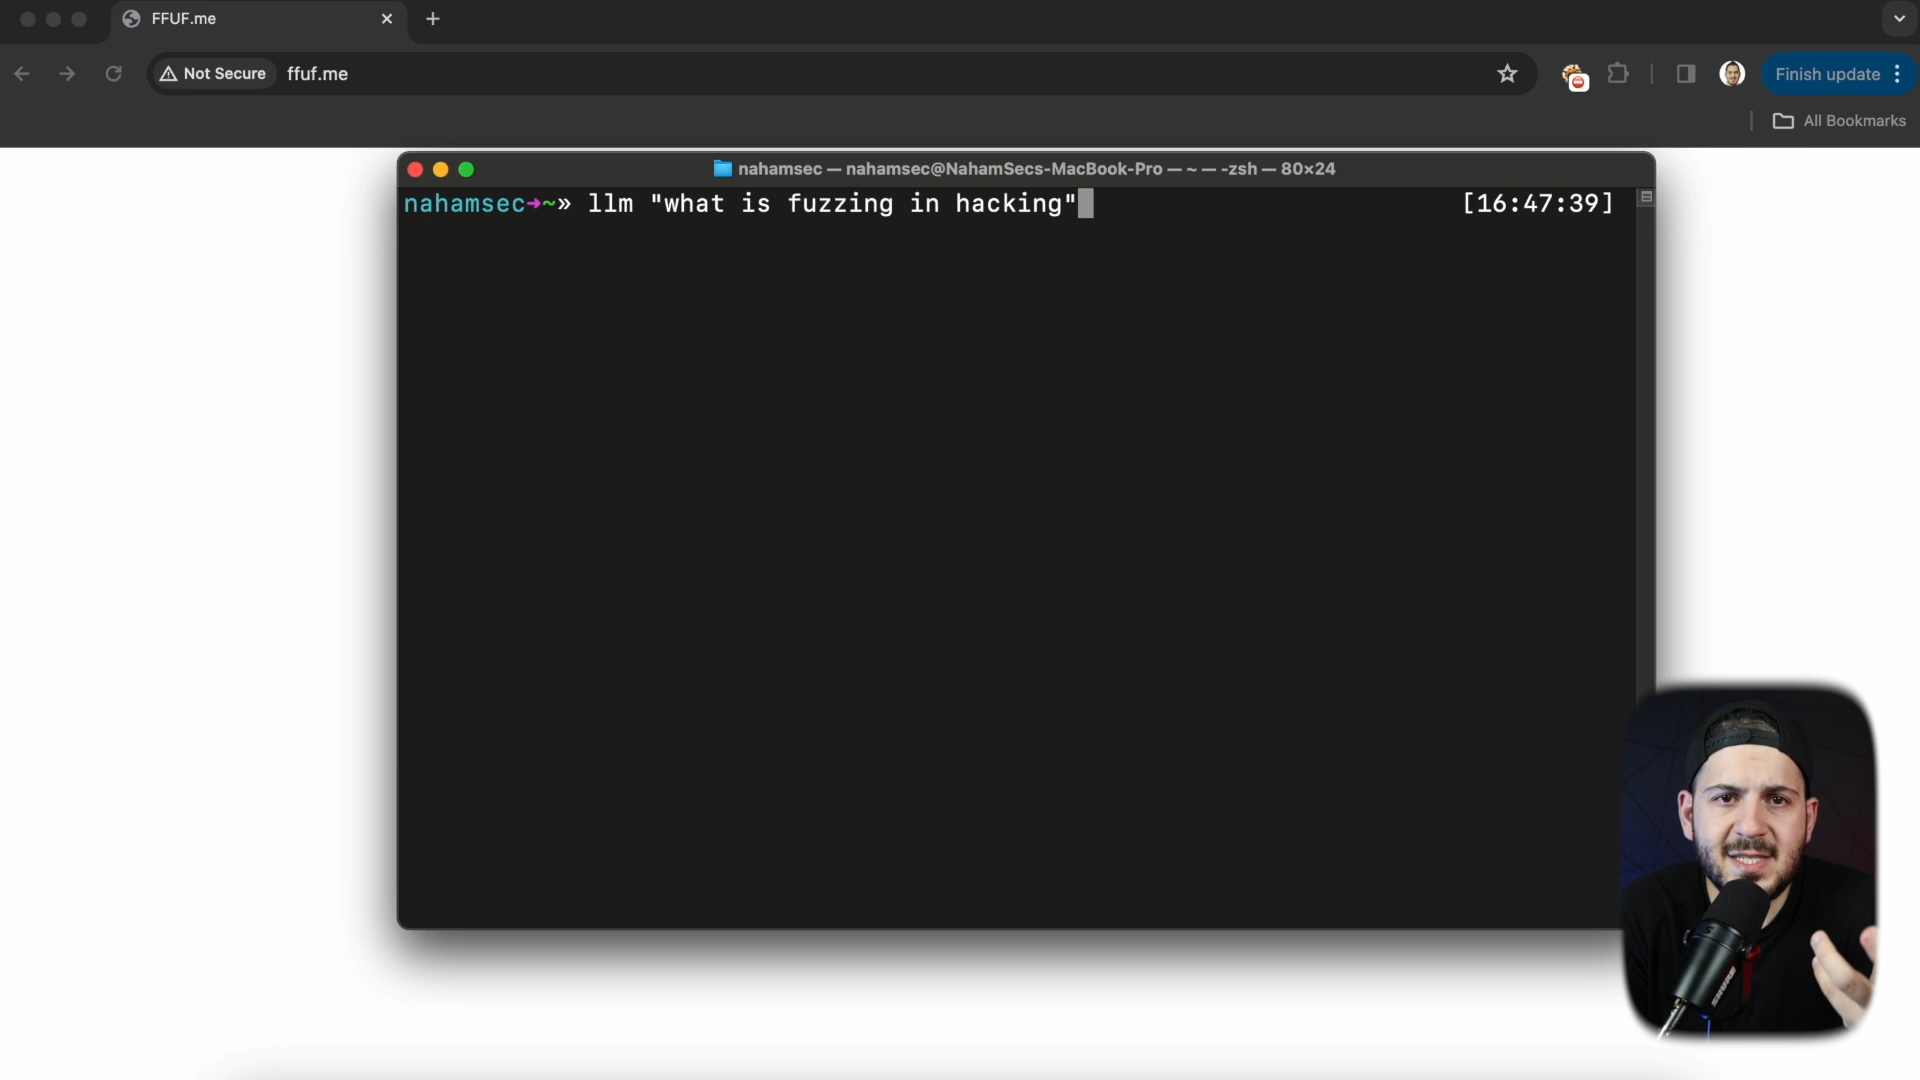 FFUF.me
Not Secure
ffuf.me
Finish update
All Bookmarks
nahamsec — nahamsec@NahamSecs-MacBook-Pro — ~ — -zsh — 80×24
nahamsec→~» llm "what is fuzzing in hacking" [16:47:39]
SHURE